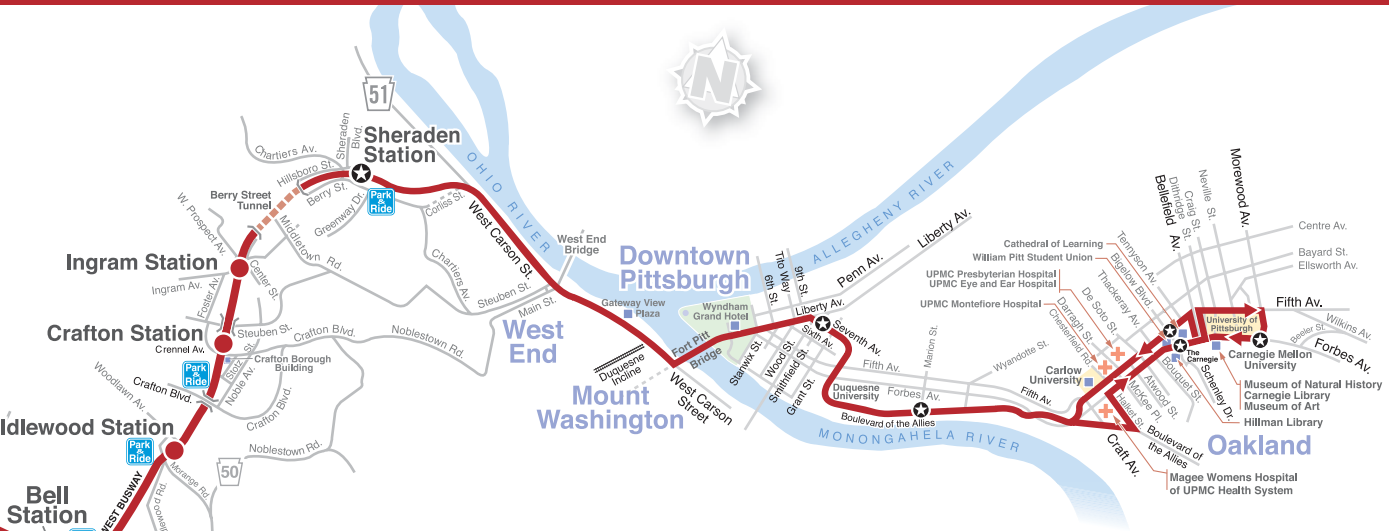 51
Sheraden
Station
Sheraden
Blvd.
Chartiers Av.
Hillsboro St.
Berry St.
Greenway Dr.
Park
& Ride
Corliss St.
Berry Street
Tunnel
W. Prospect Av.
Middletown Rd.
Ingram Station
Center St.
Ingram Av.
Foster Av.
Crafton Station
Steuben St.
Crennel Av.
Crafton Blvd.
Noblestown Rd.
Crafton Borough
Building
Stotz
Noble Av.
Park
& Ride
Woodlawn Av.
Crafton Blvd.
Crafton Blvd.
Idlewood Station
Park
& Ride
Noblestown Rd.
50
Morange Rd.
Idlewood Rd.
Bell
Station
WEST BUSWAY
Chartiers Av.
Steuben St.
Main St.
West Carson St.
OHIO RIVER
West End
Bridge
West
End
N
Downtown
Pittsburgh
Gateway View
Plaza
Wyndham
Grand Hotel
Fort Pitt
Bridge
Duquesne
Incline
Mount
Washington
West Carson
Street
Stanwix St.
Wood St.
Smithfield St.
Grant St.
6th St.
Tito Way
9th St.
Liberty Av.
Sixth Av.
Seventh Av.
Penn Av.
Liberty Av.
ALLEGHENY RIVER
Marion St.
Duquesne
University
Forbes Av.
Fifth Av.
Boulevard of the Allies
MONONGAHELA RIVER
Wyandotte St.
Fifth Av.
Cathedral of Learning
William Pitt Student Union
UPMC Presbyterian Hospital
UPMC Eye and Ear Hospital
UPMC Montefiore Hospital
Chesterfield Rd.
Darragh St.
De Soto St.
Thackeray Av.
Bigelow Blvd.
Tennyson Av.
Bellefield
Av.
Dithridge
Craig St.
Neville St.
Morewood Av.
Centre Av.
Bayard St.
Ellsworth Av.
Fifth Av.
Wilkins Av.
Beeler St.
Forbes Av.
University of
Pittsburgh
The
Carnegie
Carnegie Mellon
University
Museum of Natural History
Carnegie Library
Museum of Art
Hillman Library
Carlow
University
Schenley Dr.
Bouquet St.
Atwood St.
McKee Pl.
Halket St.
Oakland
Craft Av.
Boulevard of
the Allies
Magee Womens Hospital
of UPMC Health System